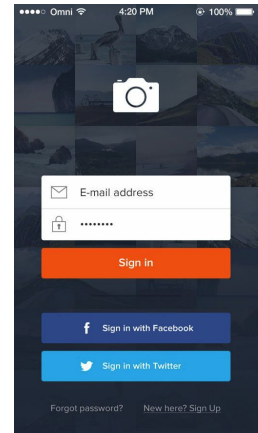 Omni 4:20 PM 100%
E-mail address
••••••••
Sign in
f Sign in with Facebook
Sign in with Twitter
Forgot password? New here? Sign Up